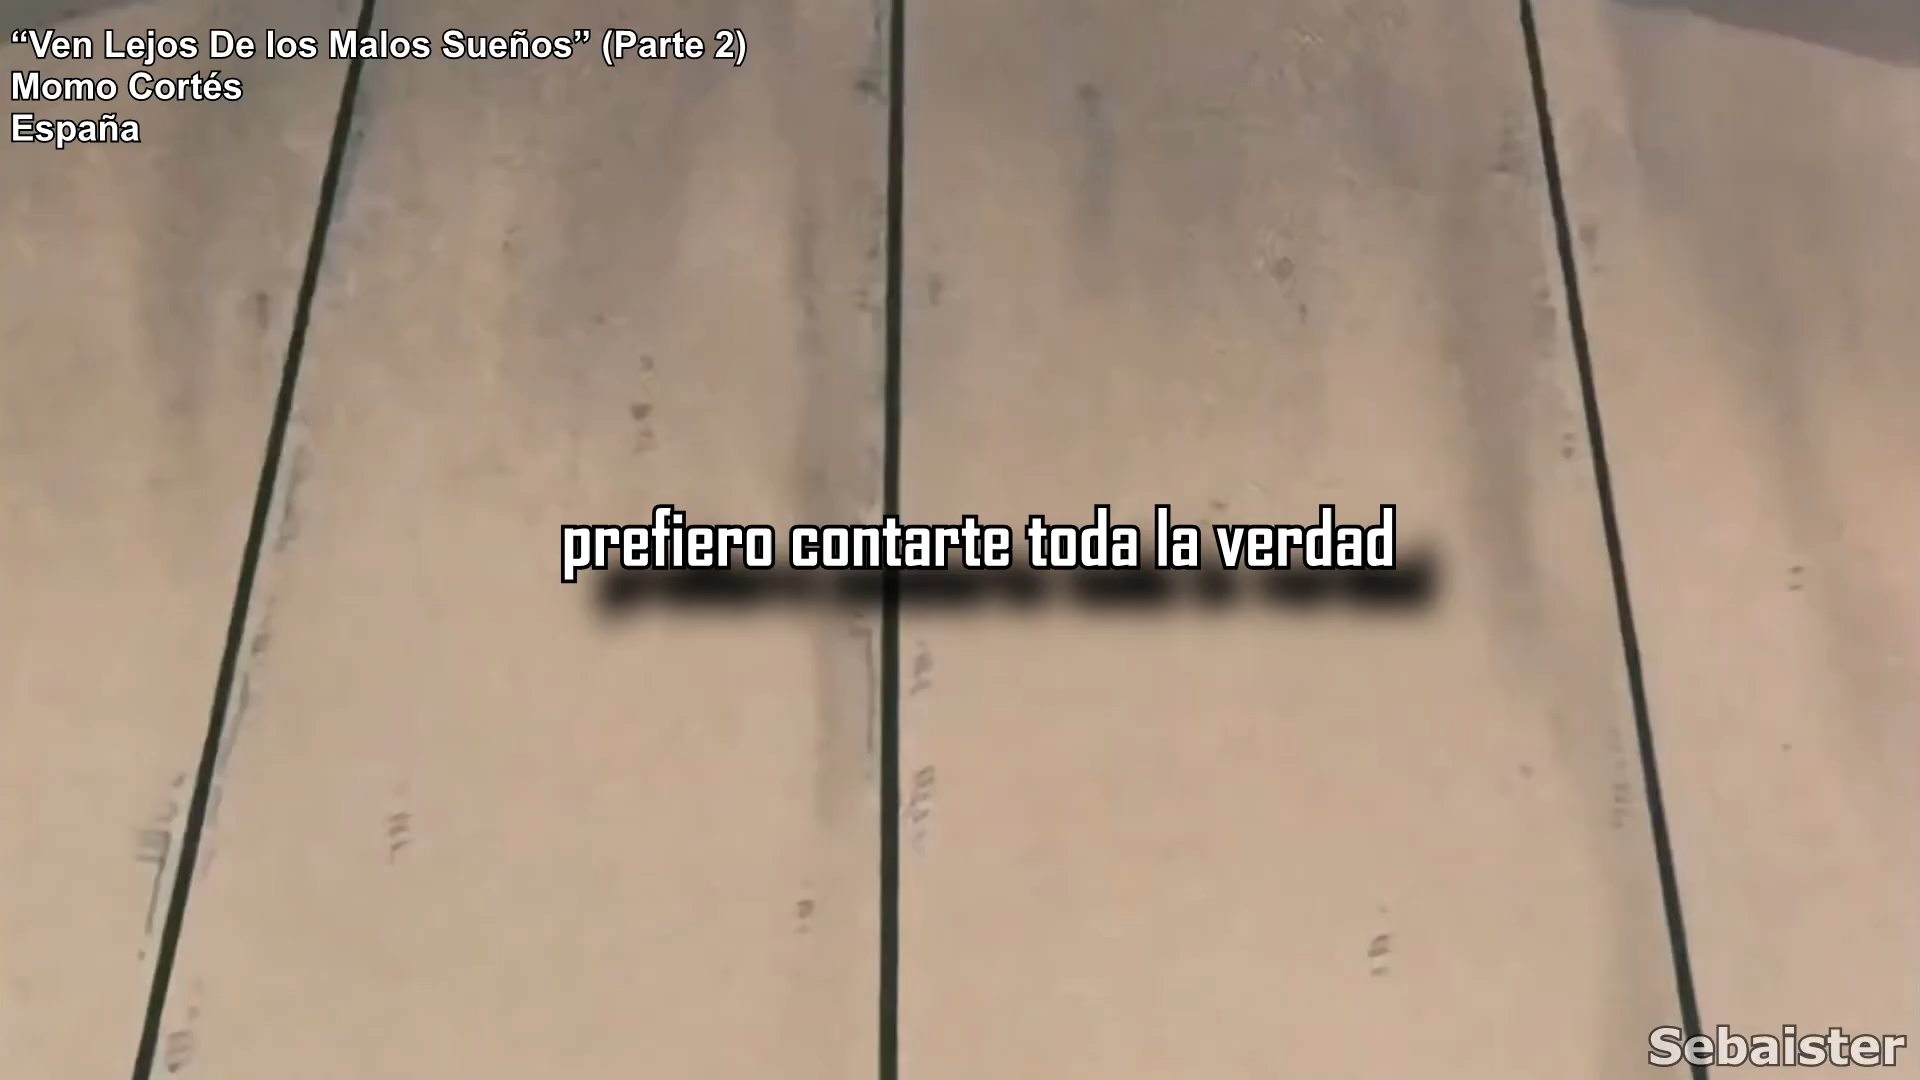 “Ven Lejos De los Malos Sueños” (Parte 2)
Momo Cortés
España
prefiero contarte toda la verdad
Sebaister